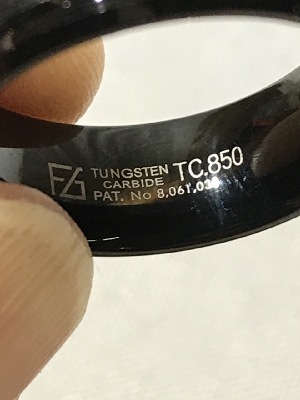 FG TUNGSTEN CARBIDE TC.850
PAT. No 8,061,03